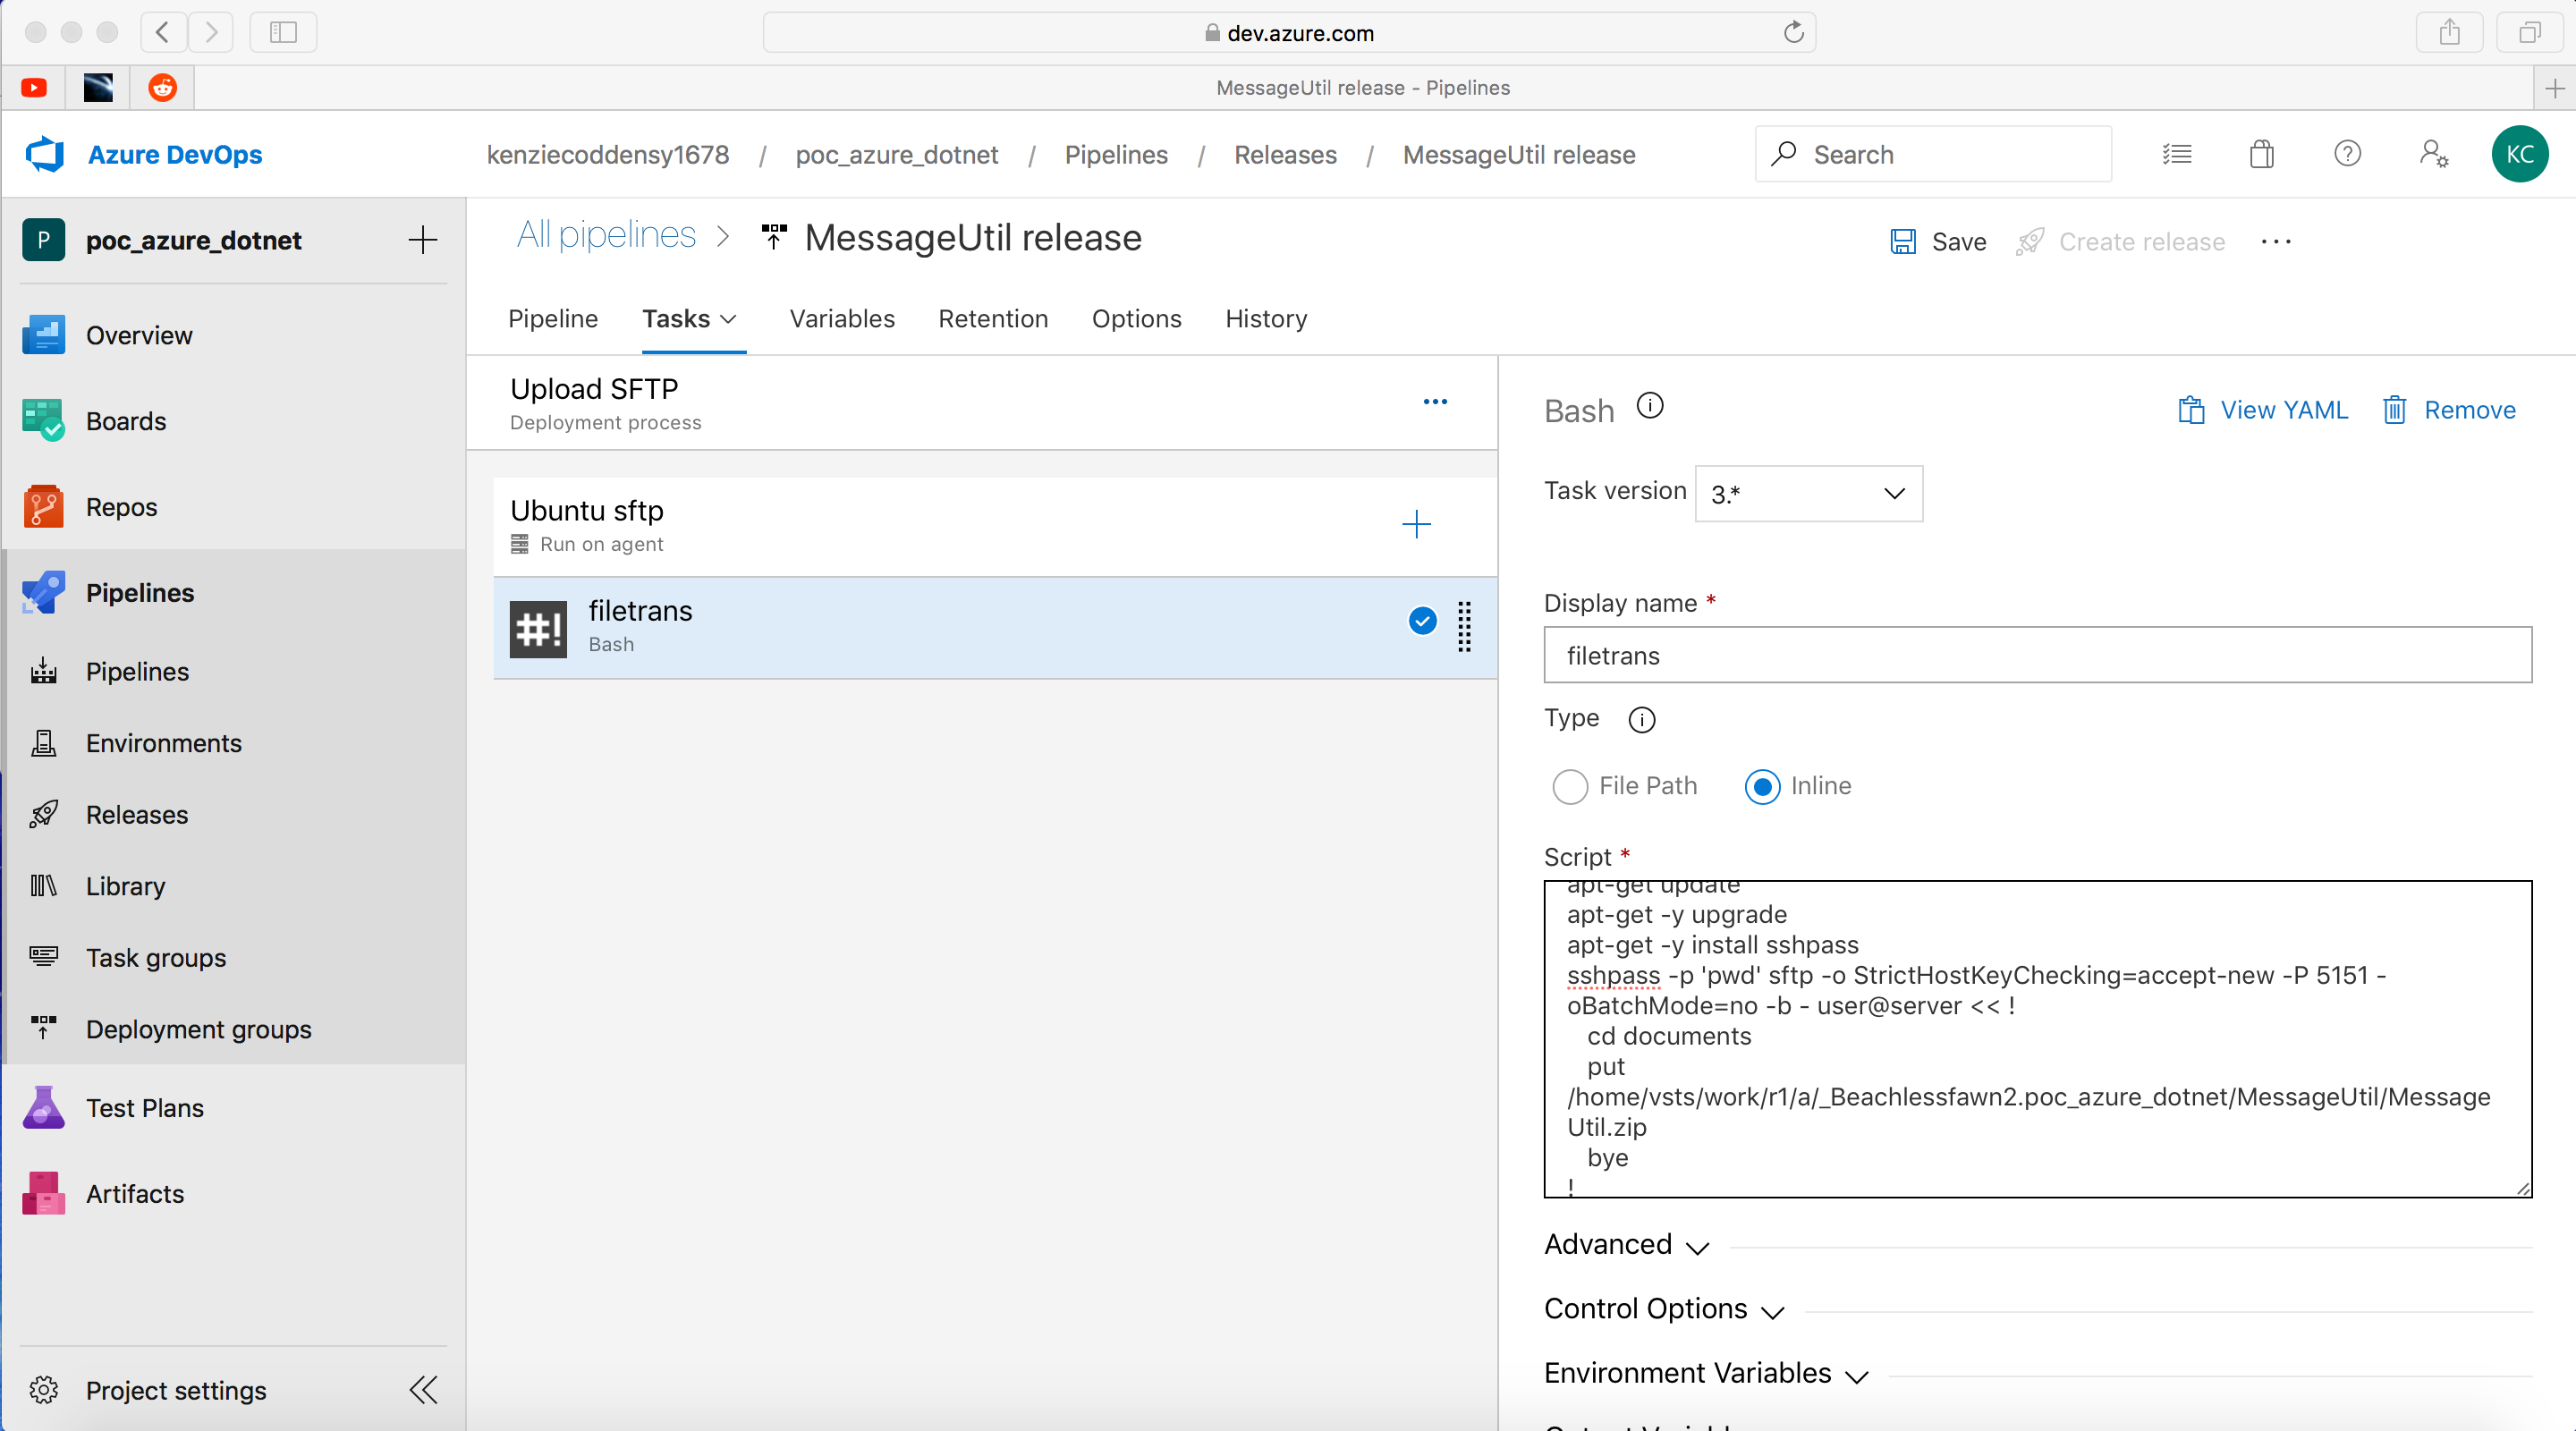 dev.azure.com
MessageUtil release - Pipelines
Azure DevOps
kenziecoddensy1678 / poc_azure_dotnet / Pipelines / Releases / MessageUtil release
Search
KC
P
poc_azure_dotnet
Overview
Boards
Repos
Pipelines
Pipelines
Environments
Releases
Library
Task groups
Deployment groups
Test Plans
Artifacts
Project settings
All pipelines > MessageUtil release
Save
Create release
Pipeline
Tasks
Variables
Retention
Options
History
Upload SFTP
Deployment process
Ubuntu sftp
Run on agent
#!
filetrans
Bash
Bash
View YAML
Remove
Task version
3.*
Display name *
filetrans
Type
File Path
Inline
Script *
apt-get update
apt-get -y upgrade
apt-get -y install sshpass
sshpass -p 'pwd' sftp -o StrictHostKeyChecking=accept-new -P 5151 -
oBatchMode=no -b - user@server << !
cd documents
put
/home/vsts/work/r1/a/_Beachlessfawn2.poc_azure_dotnet/MessageUtil/Message
Util.zip
bye
!
Advanced
Control Options
Environment Variables